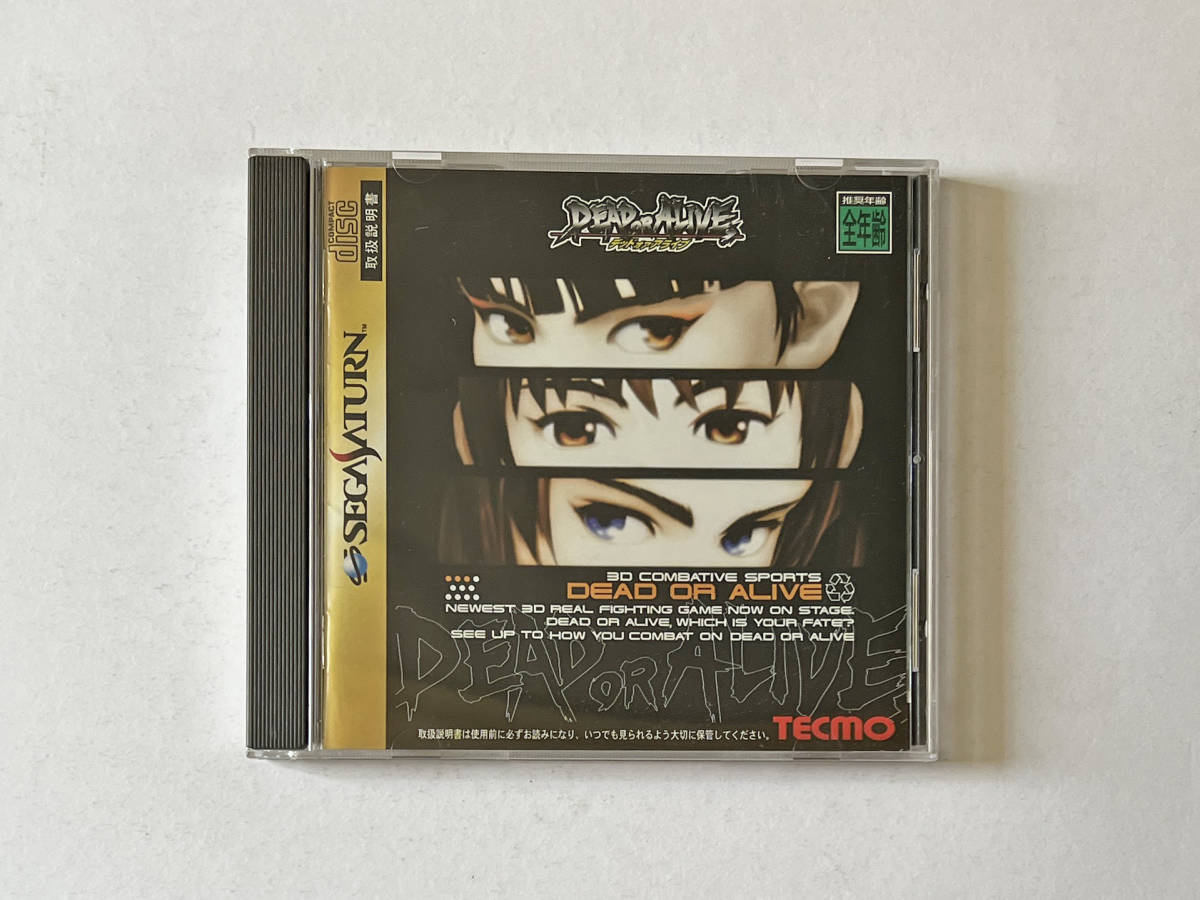 COMPACT
disc
取扱説明書
SEGA SATURN™
DEAD OR ALIVE
デッド オア アライブ
推奨年齢
全年齢
3D COMBATIVE SPORTS
DEAD OR ALIVE
NEWEST 3D REAL FIGHTING GAME NOW ON STAGE.
DEAD OR ALIVE, WHICH IS YOUR FATE?
SEE UP TO HOW YOU COMBAT ON DEAD OR ALIVE
DEAD OR ALIVE
TECMO
取扱説明書は使用前に必ずお読みになり、いつでも見られるよう大切に保管してください。